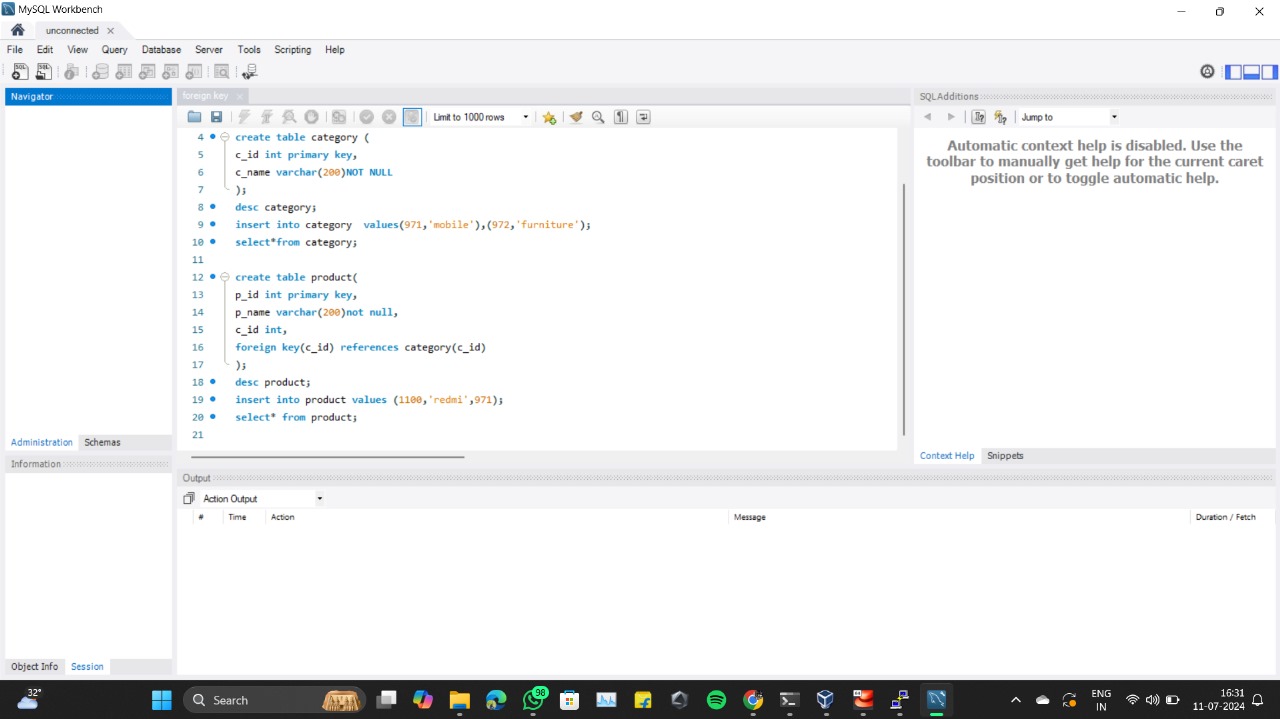 MySQL Workbench
unconnected
File Edit View Query Database Server Tools Scripting Help
Navigator
foreign key
SQLAdditions
Limit to 1000 rows
Jump to
4 create table category (
5 c_id int primary key,
6 c_name varchar(200)NOT NULL
7 );
8 desc category;
9 insert into category  values(971,'mobile'),(972,'furniture');
10 select*from category;
11
12 create table product(
13 p_id int primary key,
14 p_name varchar(200)not null,
15 c_id int,
16 foreign key(c_id) references category(c_id)
17 );
18 desc product;
19 insert into product values (1100,'redmi',971);
20 select* from product;
21
Automatic context help is disabled. Use the
toolbar to manually get help for the current caret
position or to toggle automatic help.
Administration Schemas
Context Help Snippets
Information
Output
Action Output
# Time Action Message Duration / Fetch
Object Info Session
32°
Search
98
ENG
IN
16:31
11-07-2024